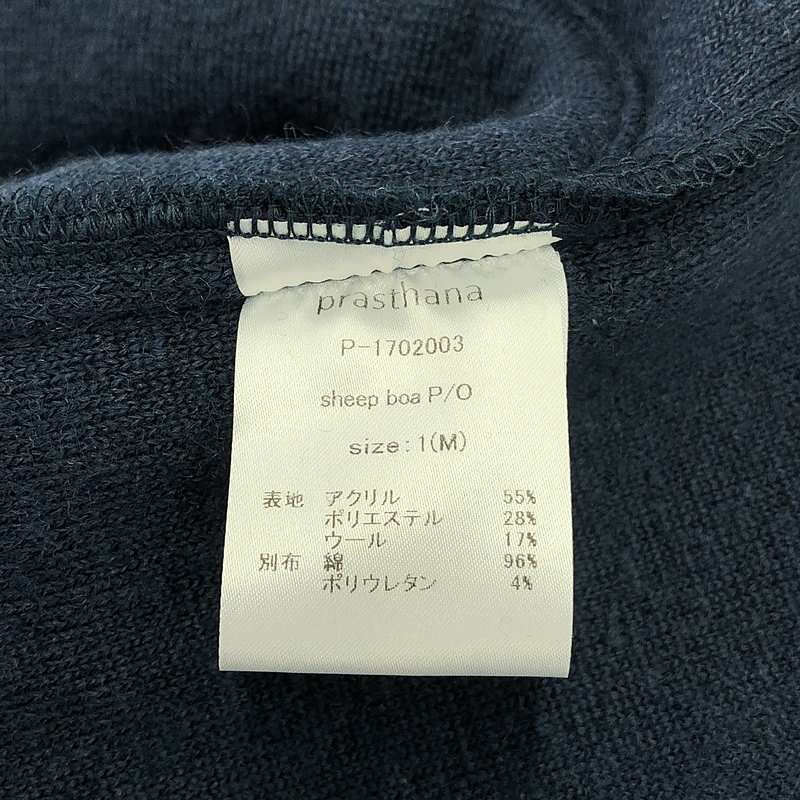 prasthana
P-1702003
sheep boa P/O
size:1(M)
表地 アクリル 55%
ポリエステル 28%
ウール 17%
別布 綿 96%
ポリウレタン 4%